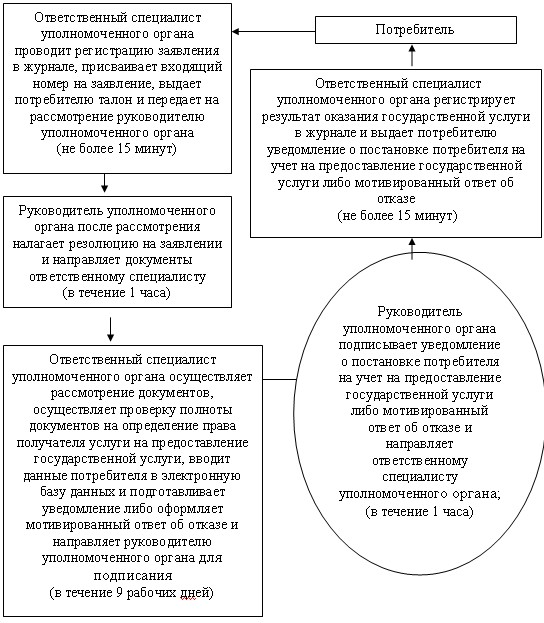 Ответственный специалист
уполномоченного органа
проводит регистрацию заявления
в журнале, присваивает входящий
номер на заявление, выдает
потребителю талон и передает на
рассмотрение руководителю
уполномоченного органа
(не более 15 минут)
Потребитель
Ответственный специалист
уполномоченного органа регистрирует
результат оказания государственной услуги
в журнале и выдает потребителю
уведомление о постановке потребителя на
учет на предоставление государственной
услуги либо мотивированный ответ об
отказе
(не более 15 минут)
Руководитель уполномоченного
органа после рассмотрения
налагает резолюцию на заявлении
и направляет документы
ответственному специалисту
(в течение 1 часа)
Ответственный специалист
уполномоченного органа осуществляет
рассмотрение документов,
осуществляет проверку полноты
документов на определение права
получателя услуги на предоставление
государственной услуги, вводит
данные потребителя в электронную
базу данных и подготавливает
уведомление либо оформляет
мотивированный ответ об отказе и
направляет руководителю
уполномоченного органа для
подписания
(в течение 9 рабочих дней)
Руководитель
уполномоченного органа
подписывает уведомление
о постановке потребителя
на учет на предоставление
государственной услуги
либо мотивированный
ответ об отказе и
направляет
ответственному
специалисту
уполномоченного органа;
(в течение 1 часа)